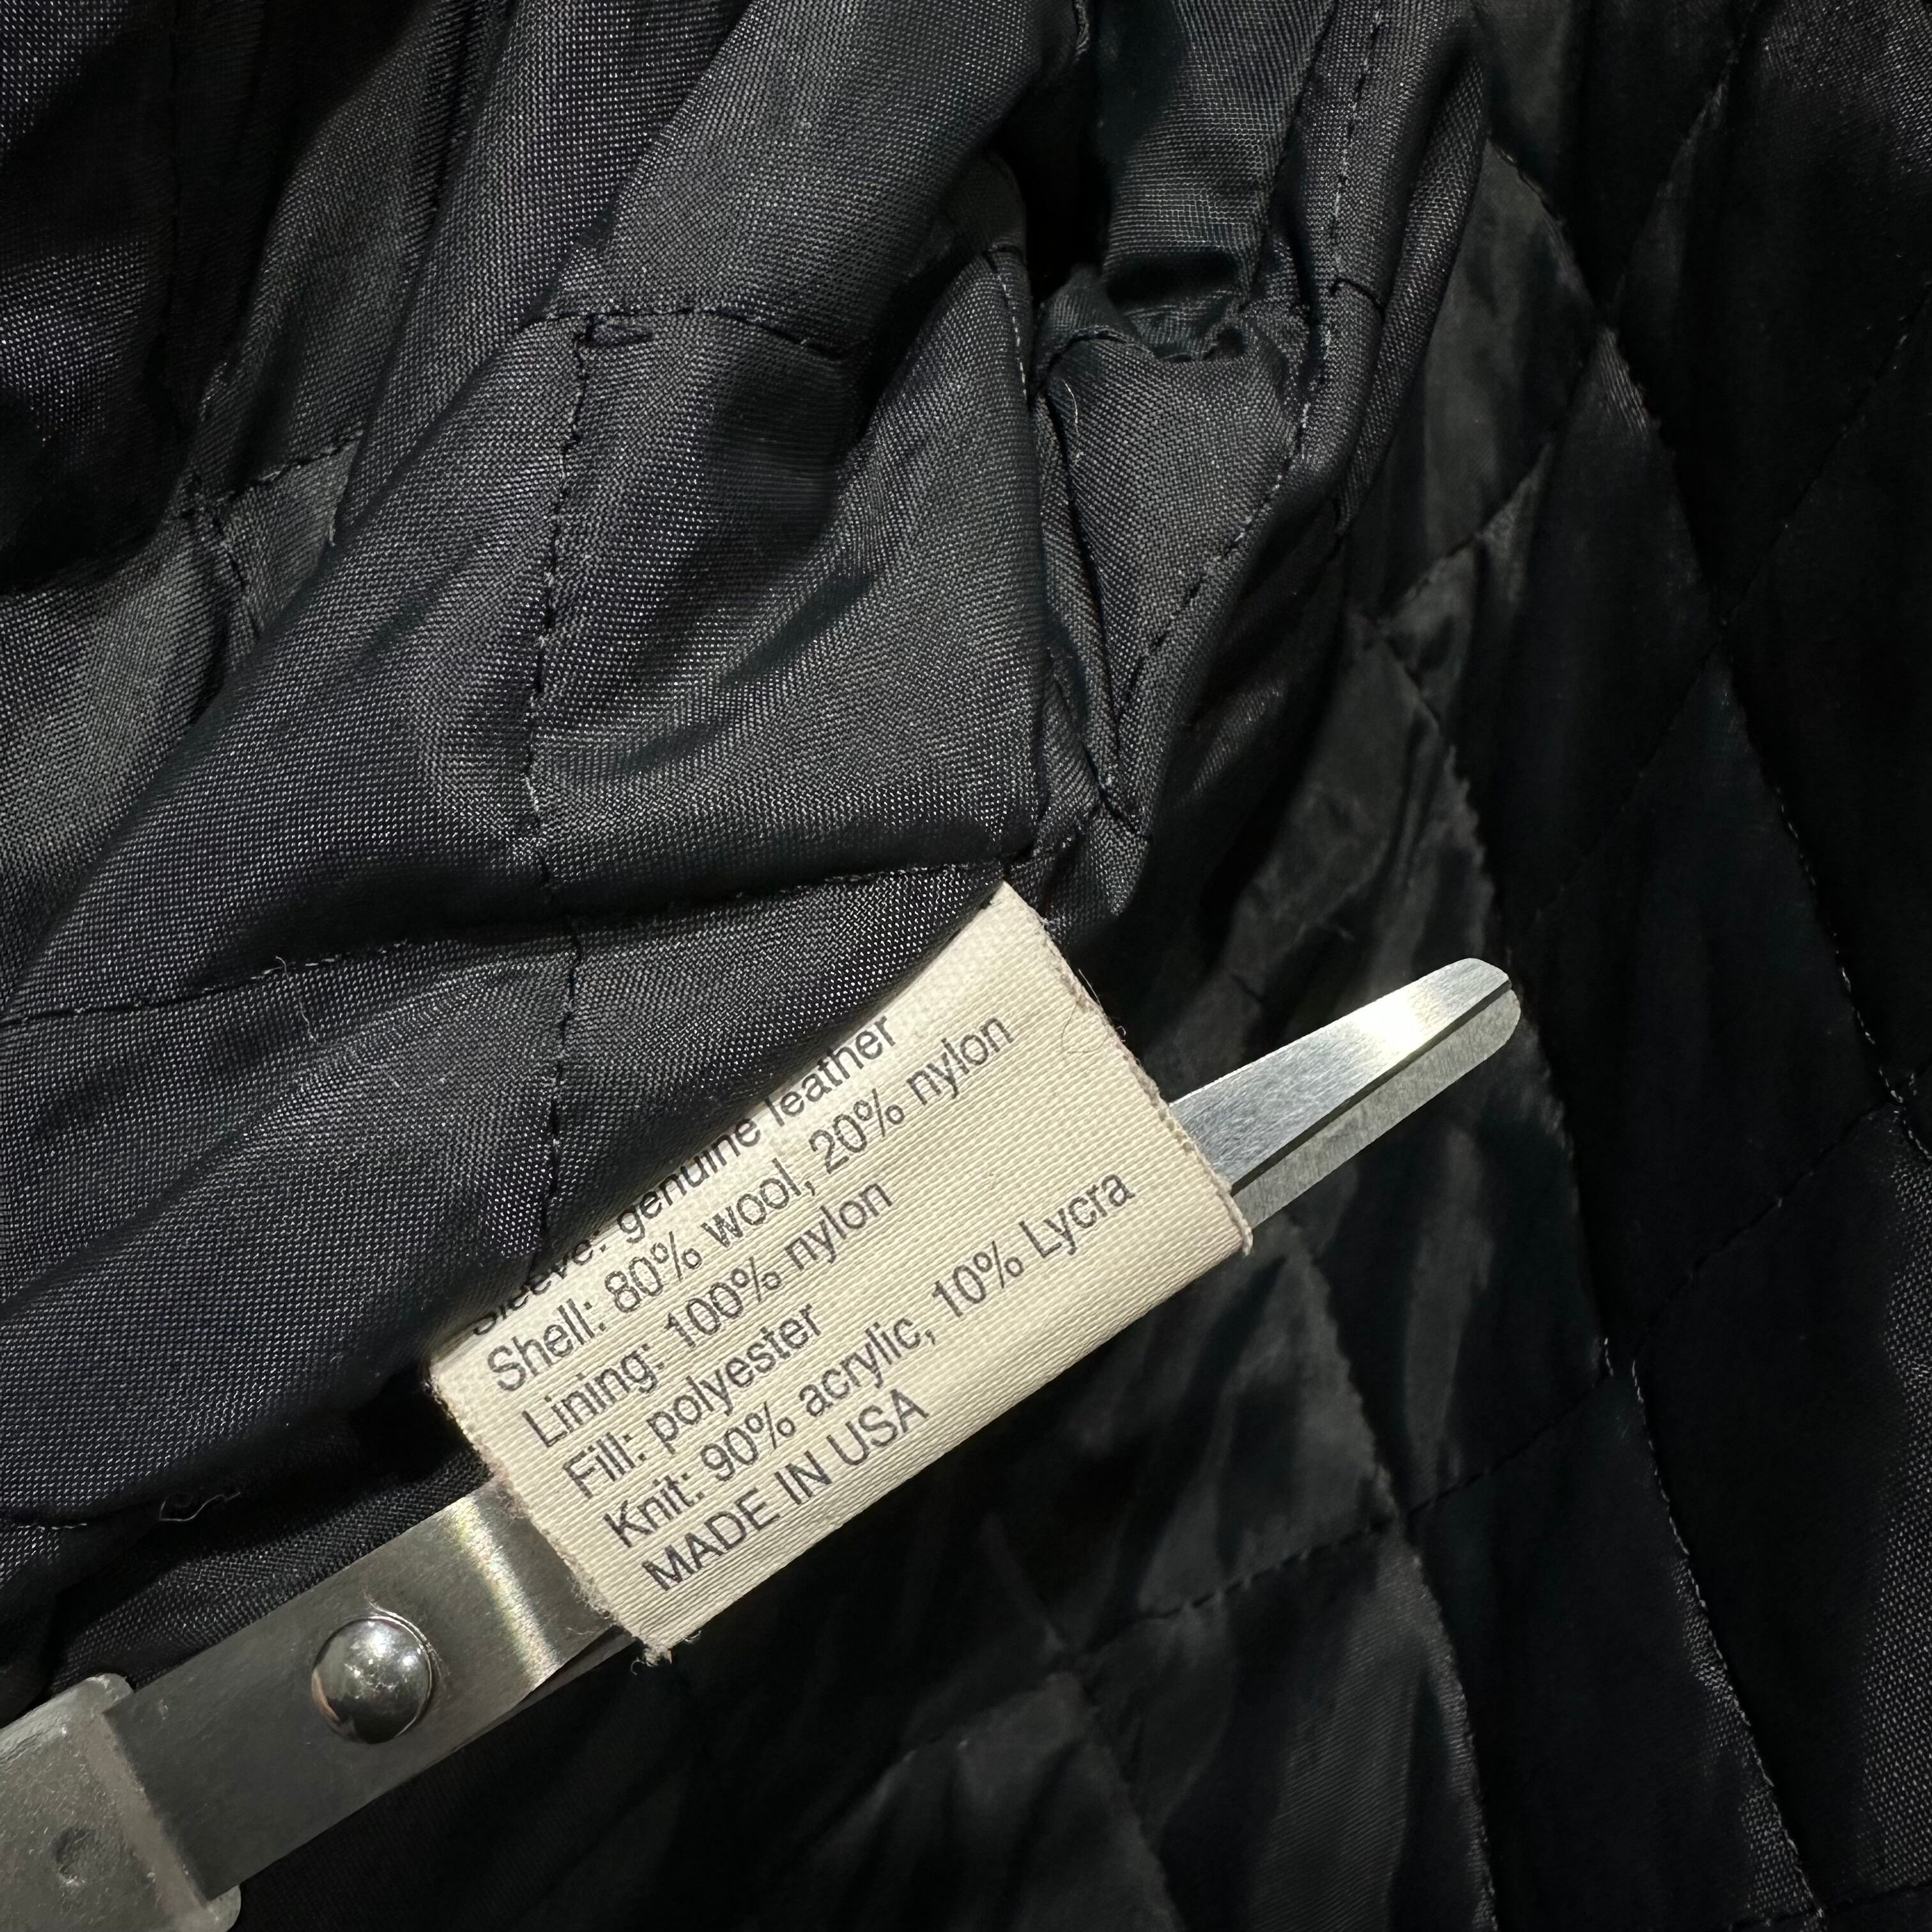 Sleeve: genuine leather
Shell: 80% wool, 20% nylon
Lining: 100% nylon
Fill: polyester
Knit: 90% acrylic, 10% Lycra
MADE IN USA